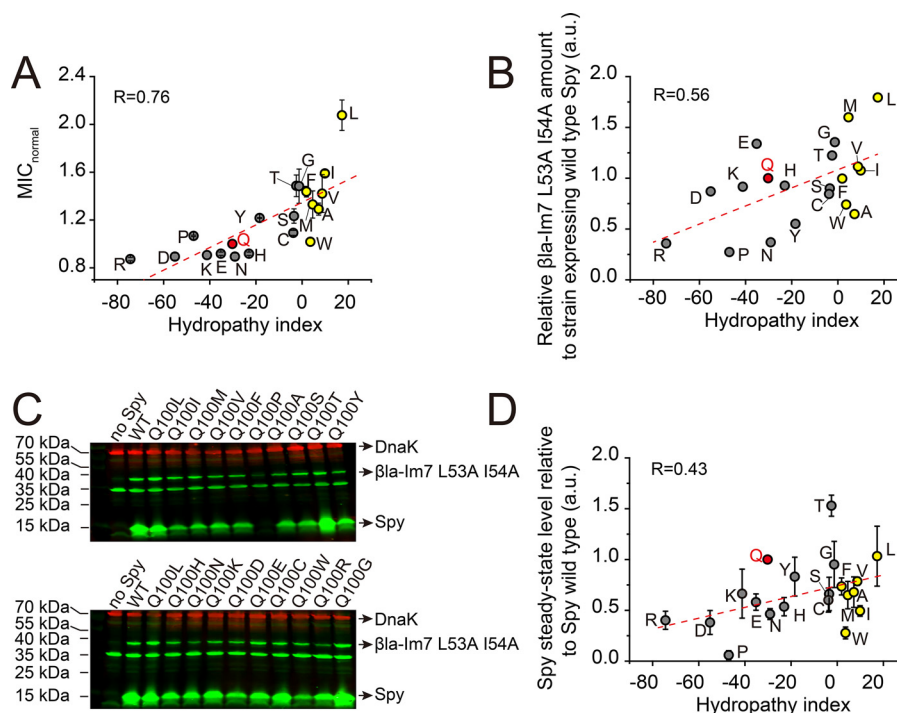 A
R=0.76
MICnormal
2.4
2.0
1.6
1.2
0.8
L
G
T
F
I
V
Y
S
M
A
P
C
W
Q
R
D
K
E
N
H
-80
-60
-40
-20
0
20
Hydropathy index
B
R=0.56
Relative βla-Im7 L53A I54A amount
to strain expressing wild type Spy (a.u.)
2.0
1.5
1.0
0.5
0.0
L
M
E
G
T
V
Q
K
H
I
D
S
F
C
W
A
R
P
N
Y
-80
-60
-40
-20
0
20
Hydropathy index
C
no Spy
WT
Q100L
Q100I
Q100M
Q100V
Q100F
Q100P
Q100A
Q100S
Q100T
Q100Y
70 kDa
55 kDa
40 kDa
35 kDa
25 kDa
15 kDa
DnaK
βla-Im7 L53A I54A
Spy
no Spy
WT
Q100L
Q100H
Q100N
Q100K
Q100D
Q100E
Q100C
Q100W
Q100R
Q100G
70 kDa
55 kDa
40 kDa
35 kDa
25 kDa
15 kDa
DnaK
βla-Im7 L53A I54A
Spy
D
R=0.43
Spy steady-state level relative
to Spy wild type (a.u.)
2.0
1.5
1.0
0.5
0.0
T
Q
G
L
Y
S
F
V
K
R
D
E
N
H
C
M
A
I
W
P
-80
-60
-40
-20
0
20
Hydropathy index